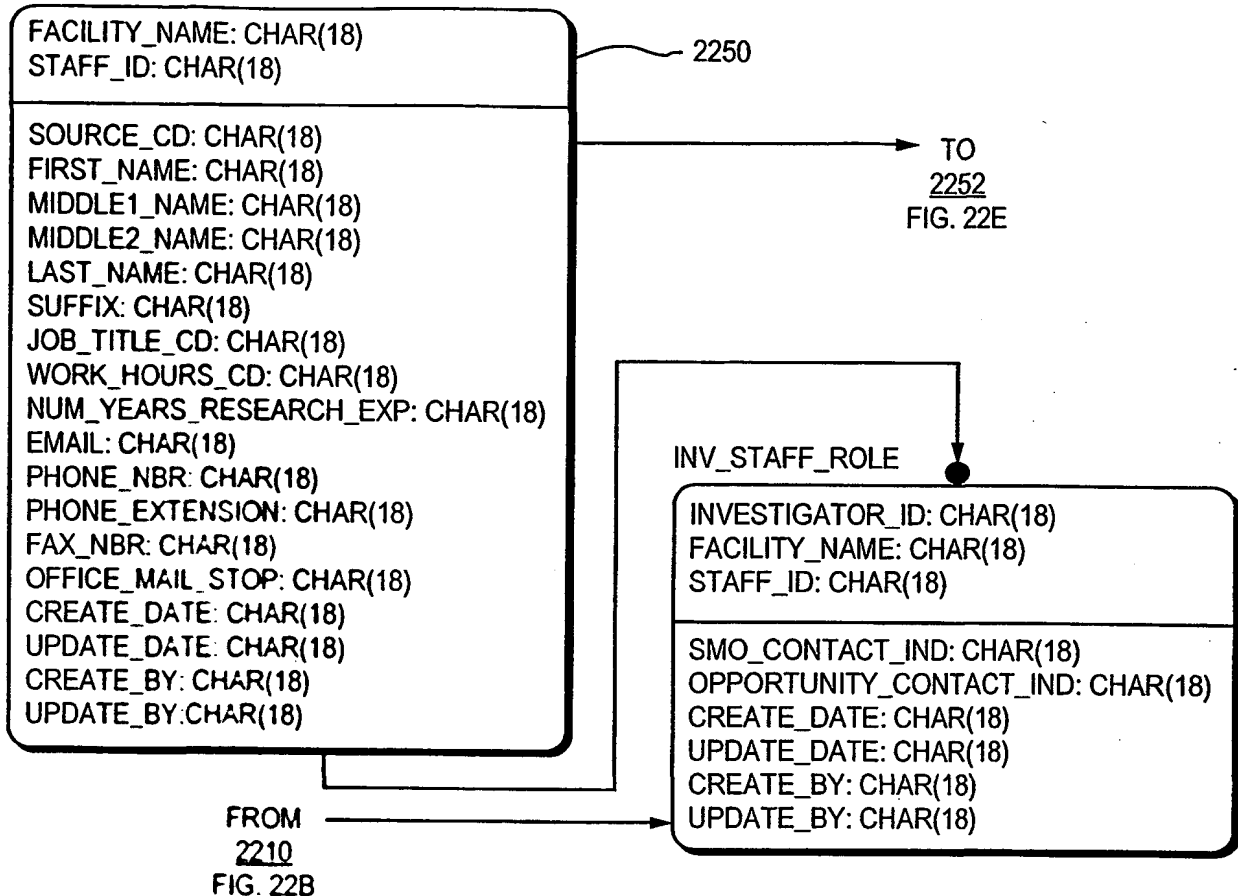 FACILITY_NAME: CHAR(18)
STAFF_ID: CHAR(18)
2250
SOURCE_CD: CHAR(18)
FIRST_NAME: CHAR(18)
MIDDLE1_NAME: CHAR(18)
MIDDLE2_NAME: CHAR(18)
LAST_NAME: CHAR(18)
SUFFIX: CHAR(18)
JOB_TITLE_CD: CHAR(18)
WORK_HOURS_CD: CHAR(18)
NUM_YEARS_RESEARCH_EXP: CHAR(18)
EMAIL: CHAR(18)
PHONE_NBR: CHAR(18)
PHONE_EXTENSION: CHAR(18)
FAX_NBR: CHAR(18)
OFFICE_MAIL_STOP: CHAR(18)
CREATE_DATE: CHAR(18)
UPDATE_DATE: CHAR(18)
CREATE_BY: CHAR(18)
UPDATE_BY:CHAR(18)
TO
2252
FIG. 22E
INV_STAFF_ROLE
INVESTIGATOR_ID: CHAR(18)
FACILITY_NAME: CHAR(18)
STAFF_ID: CHAR(18)
SMO_CONTACT_IND: CHAR(18)
OPPORTUNITY_CONTACT_IND: CHAR(18)
CREATE_DATE: CHAR(18)
UPDATE_DATE: CHAR(18)
CREATE_BY: CHAR(18)
UPDATE_BY: CHAR(18)
FROM
2210
FIG. 22B